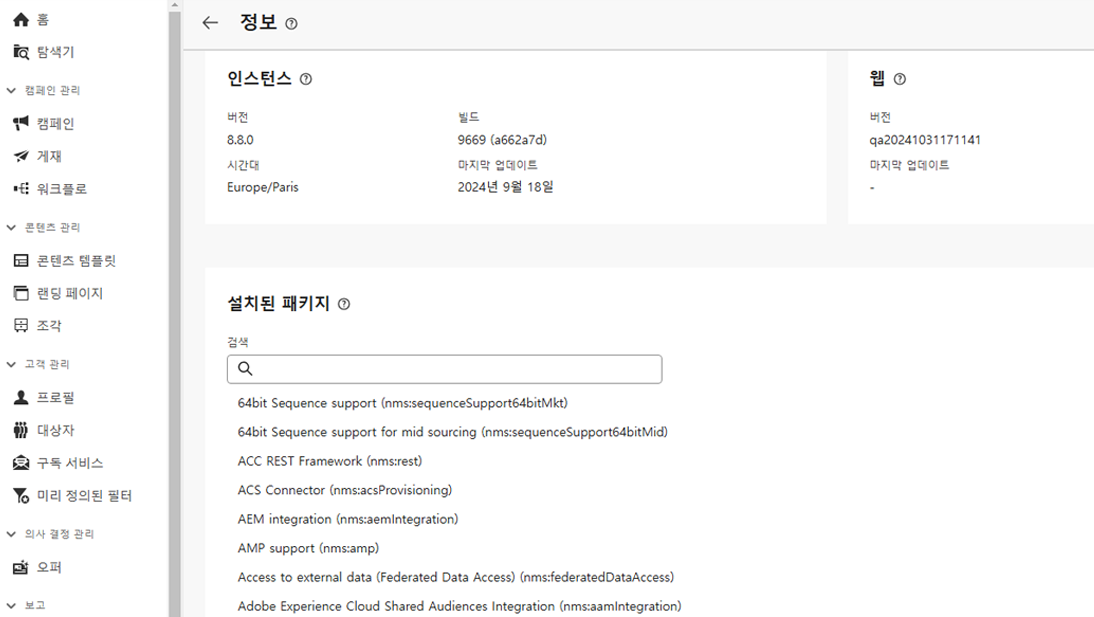 홈
탐색기
캠페인 관리
캠페인
게재
워크플로
콘텐츠 관리
콘텐츠 템플릿
랜딩 페이지
조각
고객 관리
프로필
대상자
구독 서비스
미리 정의된 필터
의사 결정 관리
오퍼
보고
정보
인스턴스
버전
빌드
8.8.0
9669 (a662a7d)
시간대
마지막 업데이트
Europe/Paris
2024년 9월 18일
웹
버전
qa20241031171141
마지막 업데이트
-
설치된 패키지
검색
64bit Sequence support (nms:sequenceSupport64bitMkt)
64bit Sequence support for mid sourcing (nms:sequenceSupport64bitMid)
ACC REST Framework (nms:rest)
ACS Connector (nms:acsProvisioning)
AEM integration (nms:aemIntegration)
AMP support (nms:amp)
Access to external data (Federated Data Access) (nms:federatedDataAccess)
Adobe Experience Cloud Shared Audiences Integration (nms:aamIntegration)